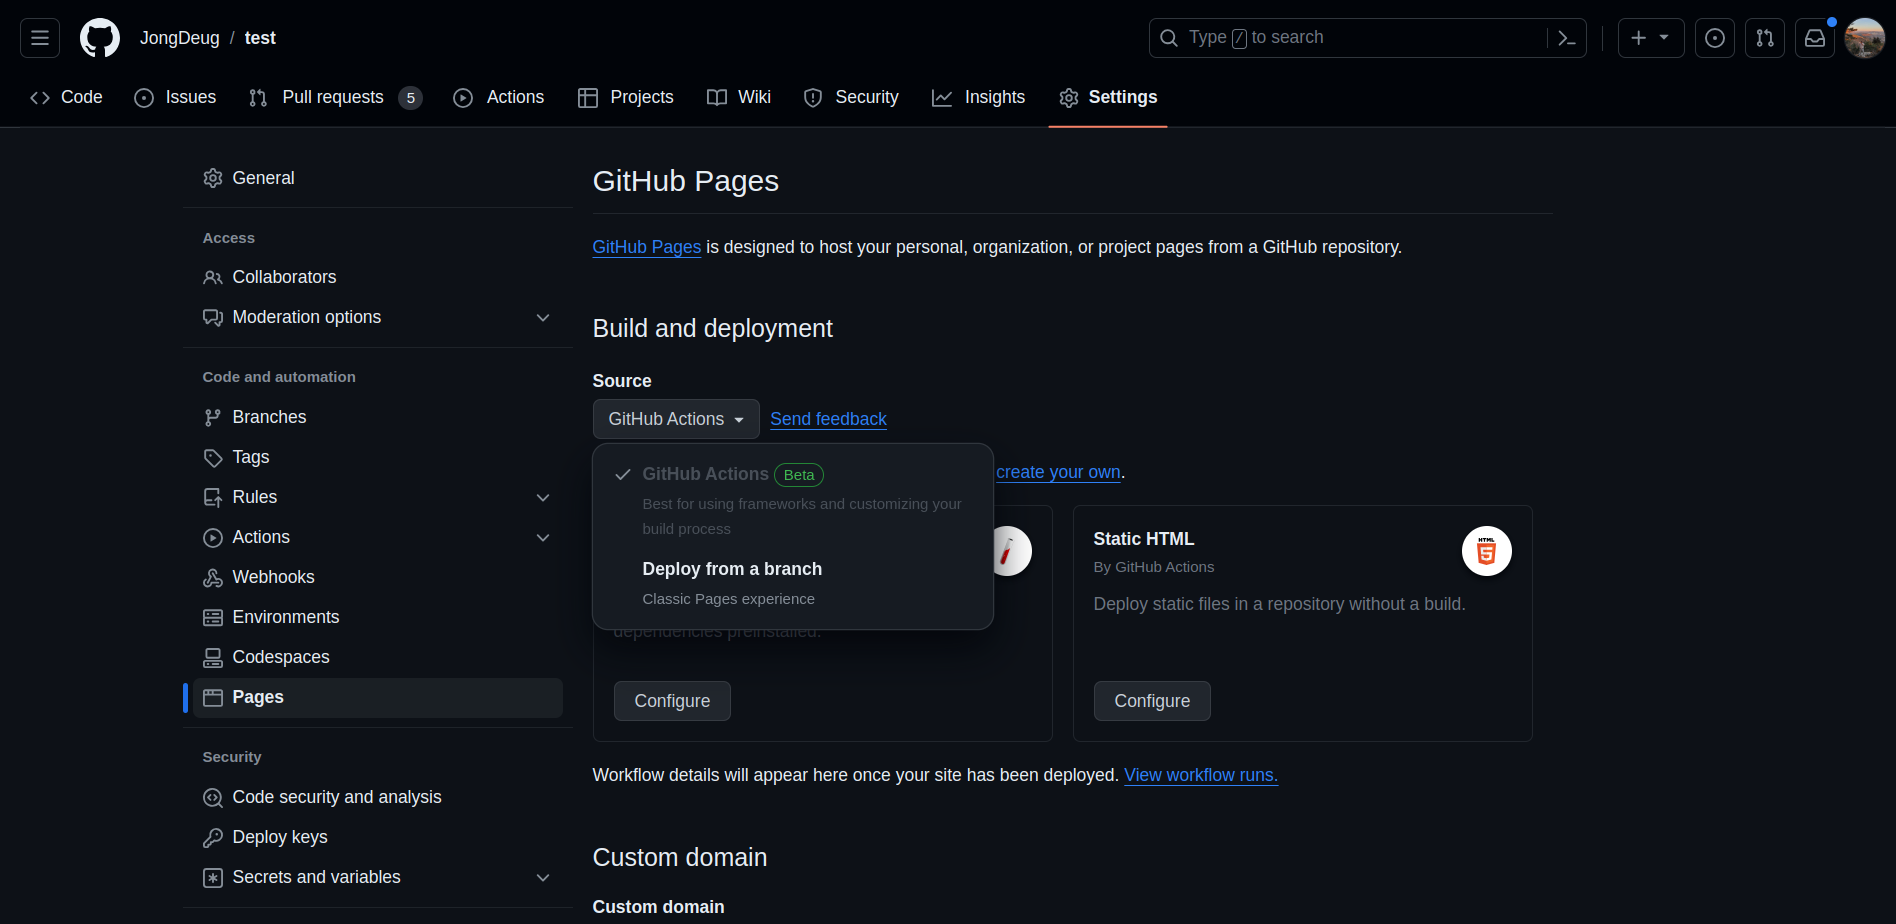 JongDeug / test
Type / to search
Code
Issues
Pull requests 5
Actions
Projects
Wiki
Security
Insights
Settings
General
Access
Collaborators
Moderation options
Code and automation
Branches
Tags
Rules
Actions
Webhooks
Environments
Codespaces
Pages
Security
Code security and analysis
Deploy keys
Secrets and variables
GitHub Pages
GitHub Pages is designed to host your personal, organization, or project pages from a GitHub repository.
Build and deployment
Source
GitHub Actions
Send feedback
GitHub Actions Beta
Best for using frameworks and customizing your
build process
Deploy from a branch
Classic Pages experience
create your own.
dependencies preinstalled.
Configure
Static HTML
By GitHub Actions
HTML
5
Deploy static files in a repository without a build.
Configure
Workflow details will appear here once your site has been deployed. View workflow runs.
Custom domain
Custom domain